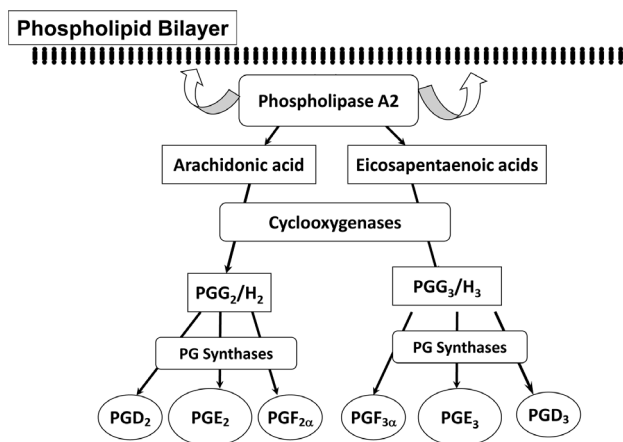 Phospholipid Bilayer
Phospholipase A2
Arachidonic acid
Eicosapentaenoic acids
Cyclooxygenases
PGG₂/H₂
PGG₃/H₃
PG Synthases
PG Synthases
PGD₂
PGE₂
PGF₂α
PGF₃α
PGE₃
PGD₃